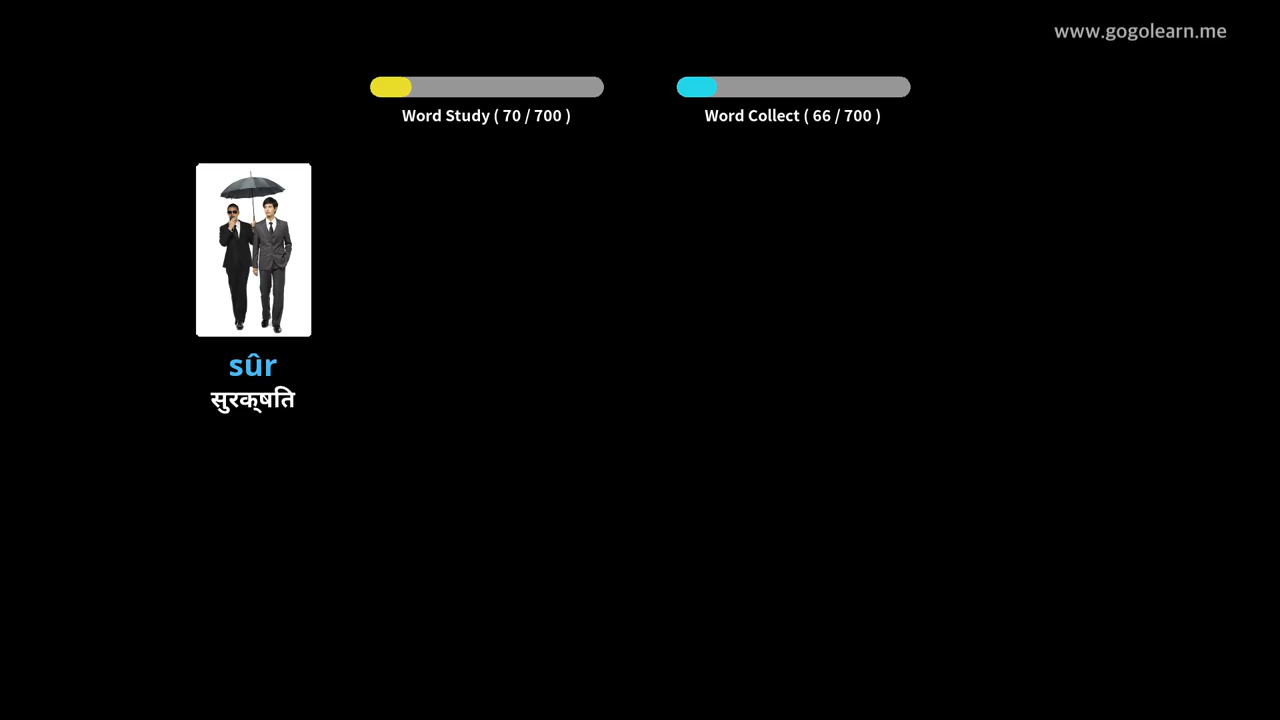 www.gogolearn.me
Word Study ( 70 / 700 )
Word Collect ( 66 / 700 )
sûr
सुरक्षति